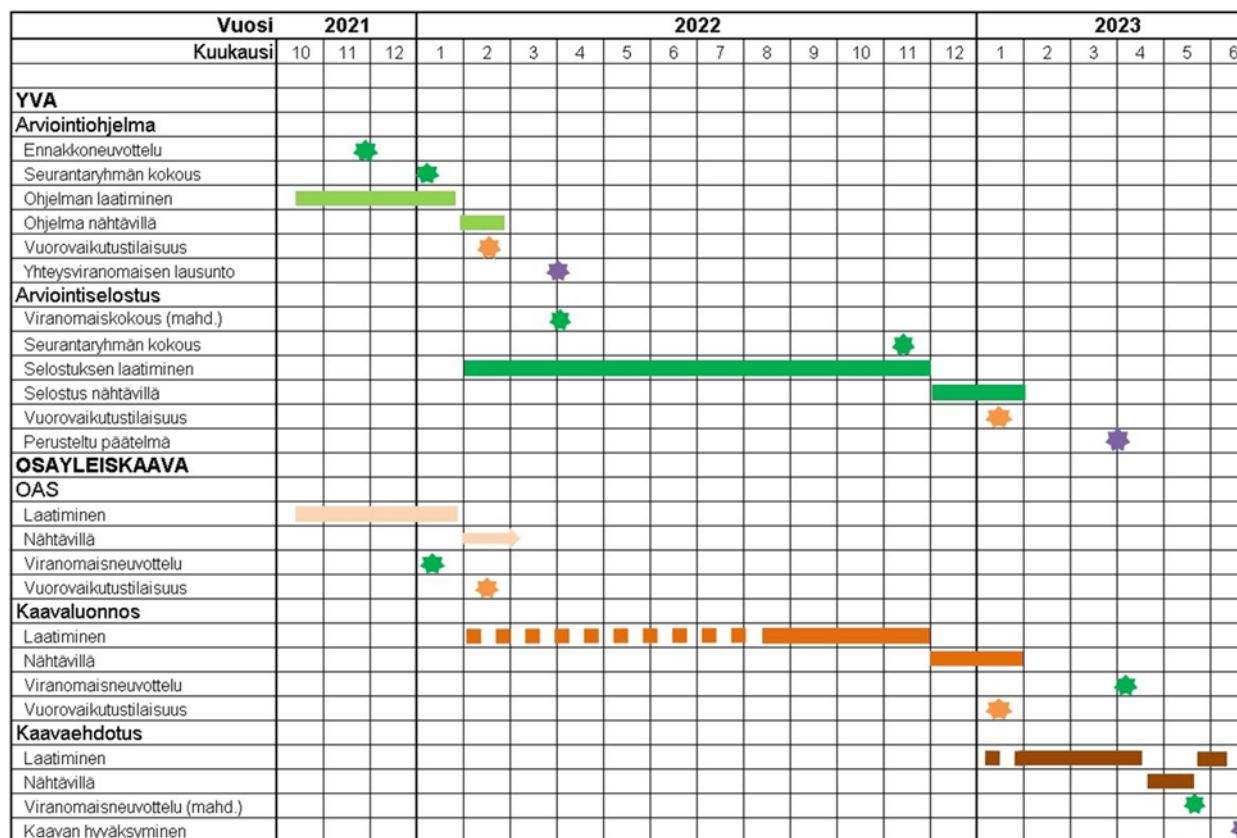 Vuosi 2021 2022 2023
Kuukausi 10 11 12 1 2 3 4 5 6 7 8 9 10 11 12 1 2 3 4 5 6
YVA
Arviointiohjelma
Ennakkoneuvottelu
Seurantaryhmän kokous
Ohjelman laatiminen
Ohjelma nähtävillä
Vuorovaikutustilaisuus
Yhteysviranomaisen lausunto
Arviointiselostus
Viranomaiskokous (mahd.)
Seurantaryhmän kokous
Selostuksen laatiminen
Selostus nähtävillä
Vuorovaikutustilaisuus
Perusteltu päätelmä
OSAYLEISKAAVA
OAS
Laatiminen
Nähtävillä
Viranomaisneuvottelu
Vuorovaikutustilaisuus
Kaavaluonnos
Laatiminen
Nähtävillä
Viranomaisneuvottelu
Vuorovaikutustilaisuus
Kaavaehdotus
Laatiminen
Nähtävillä
Viranomaisneuvottelu (mahd.)
Kaavan hyväksyminen